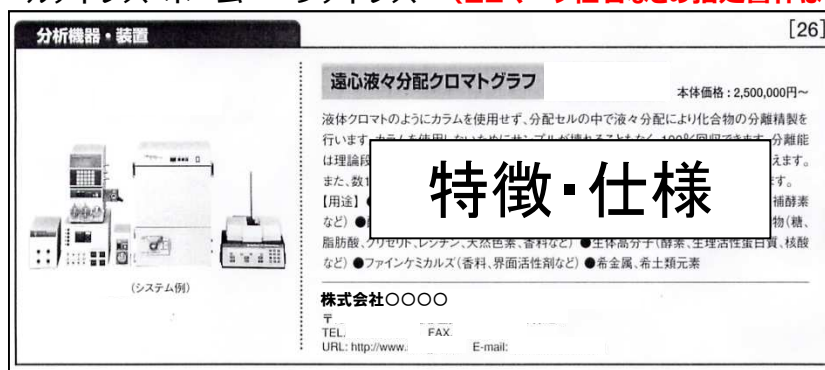 分析機器・装置
[26]
遠心液々分配クロマトグラフ
本体価格:2,500,000円~
液体クロマトのようにカラムを使用せず、分配セルの中で液々分配により化合物の分離精製を
行います。 分離能
は理論段 えます。
また、数1 す。
特徴・仕様
【用途】● 補酵素
など)● 物(糖、
脂肪酸、グリセリド、レシチン、天然色素、香料など)●生体高分子(酵素、生理活性蛋白質、核酸
など)●ファインケミカルズ(香料、界面活性剤など)●希金属、希土類元素
(システム例)
株式会社○○○○
〒
TEL. FAX.
URL: http://www. E-mail: